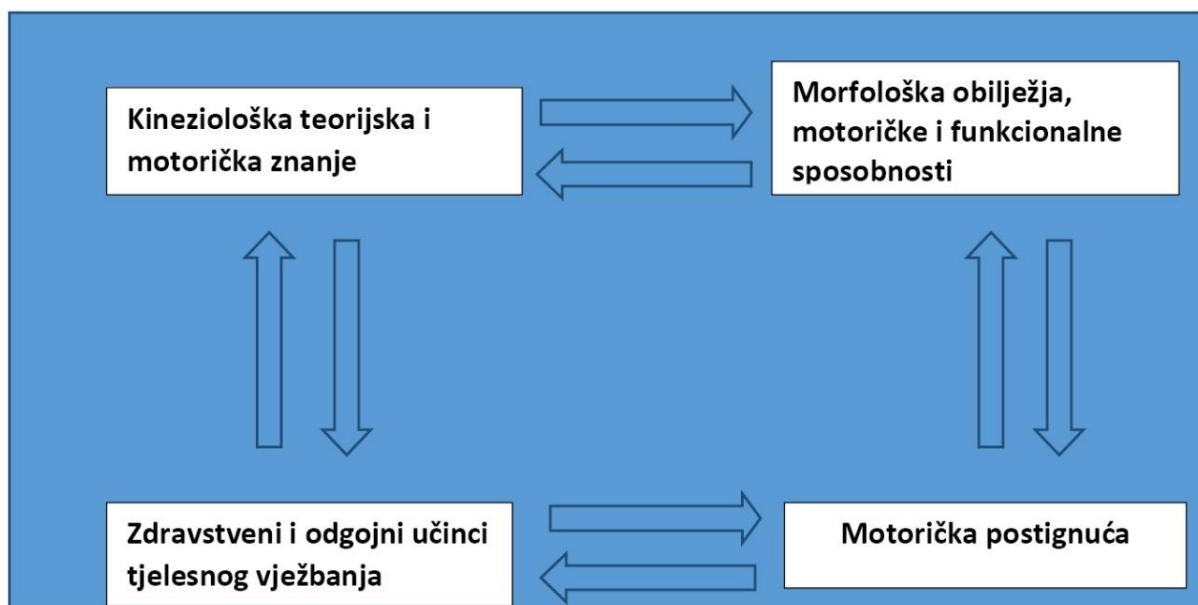 Kineziološka teorijska i
motorička znanje
Morfološka obilježja,
motoričke i funkcionalne
sposobnosti
Zdravstveni i odgojni učinci
tjelesnog vježbanja
Motorička postignuća